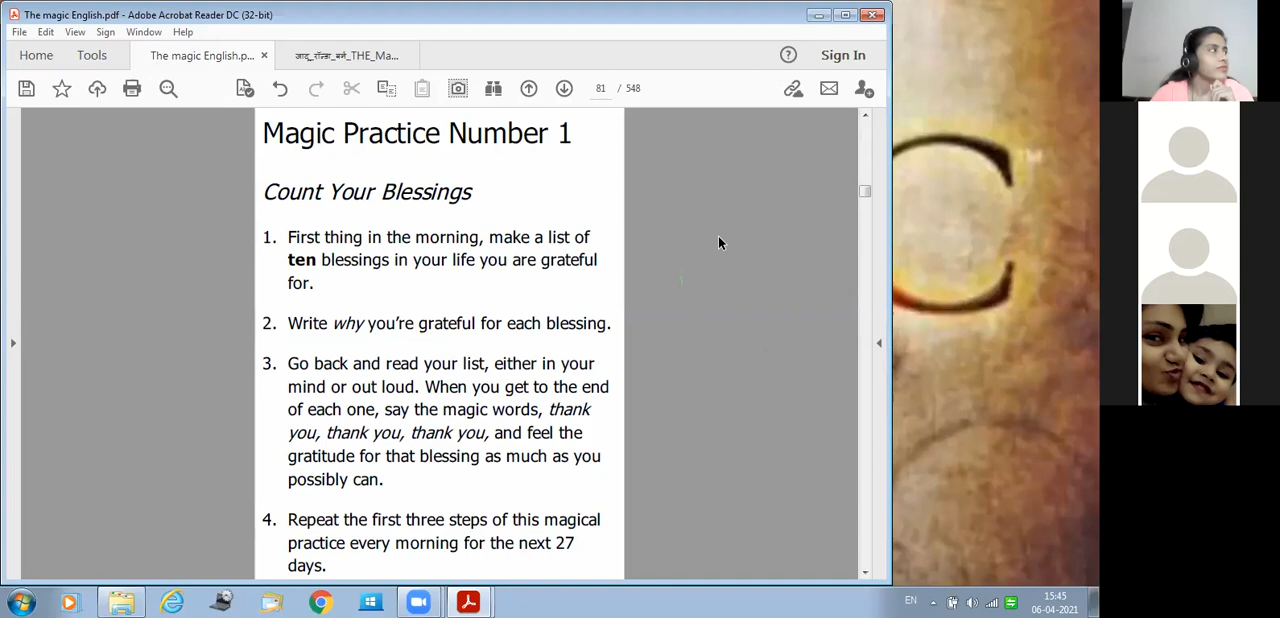 The magic English.pdf - Adobe Acrobat Reader DC (32-bit)
File Edit View Sign Window Help
Home Tools The magic English.p... × जादू_रॉन्डा_बर्न_THE_Ma... ? Sign In
81 / 548
Magic Practice Number 1
Count Your Blessings
1. First thing in the morning, make a list of
ten blessings in your life you are grateful
for.
2. Write why you’re grateful for each blessing.
3. Go back and read your list, either in your
mind or out loud. When you get to the end
of each one, say the magic words, thank
you, thank you, thank you, and feel the
gratitude for that blessing as much as you
possibly can.
4. Repeat the first three steps of this magical
practice every morning for the next 27
days.
C
TM
EN
15:45
06-04-2021